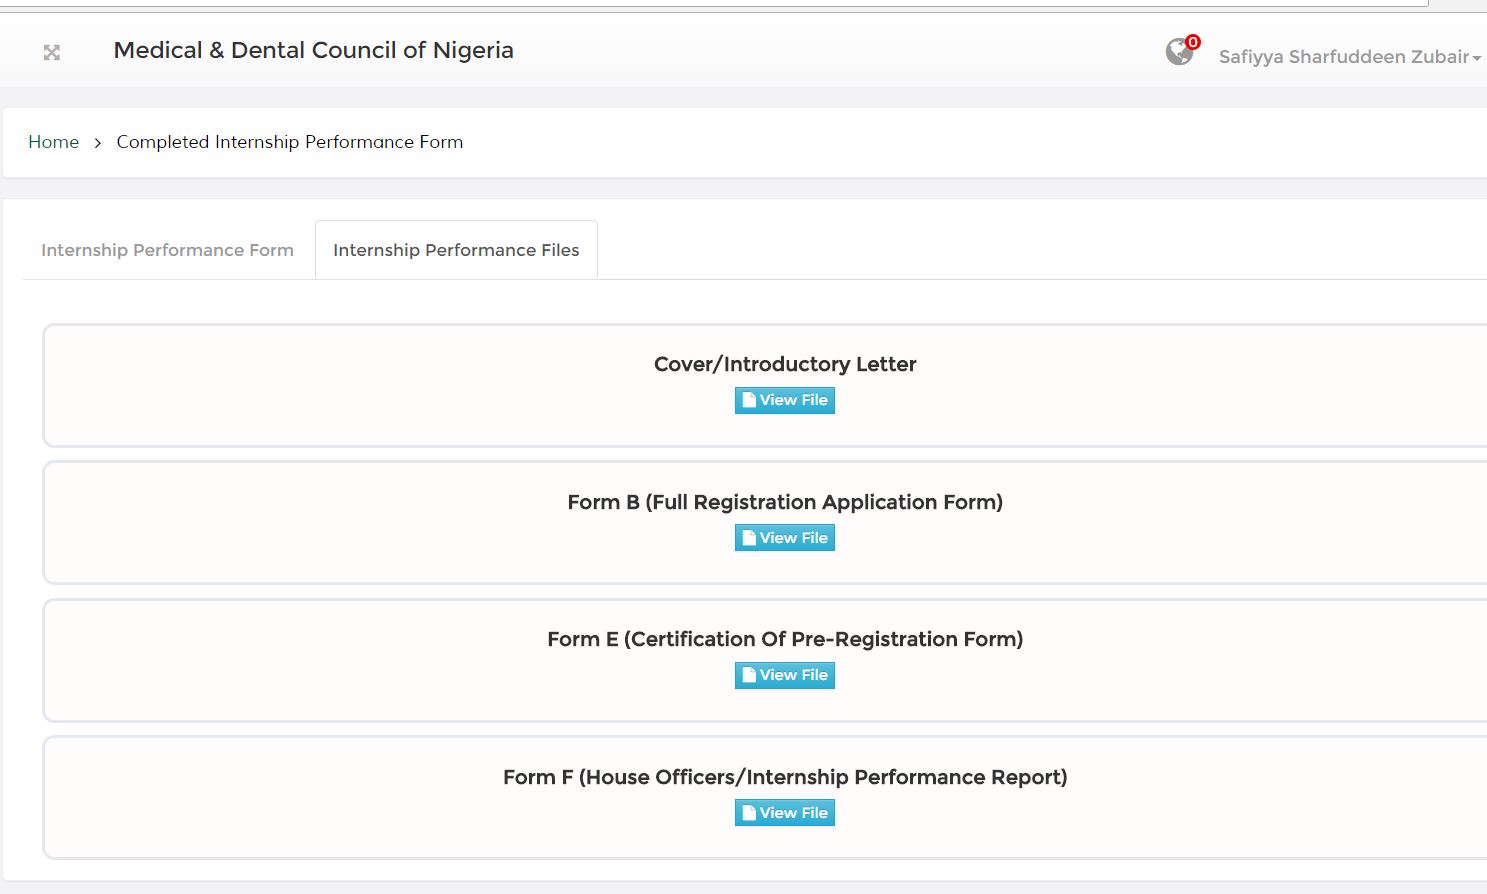 Medical & Dental Council of Nigeria
0
Safiyya Sharfuddeen Zubair
Home > Completed Internship Performance Form
Internship Performance Form
Internship Performance Files
Cover/Introductory Letter
View File
Form B (Full Registration Application Form)
View File
Form E (Certification Of Pre-Registration Form)
View File
Form F (House Officers/Internship Performance Report)
View File